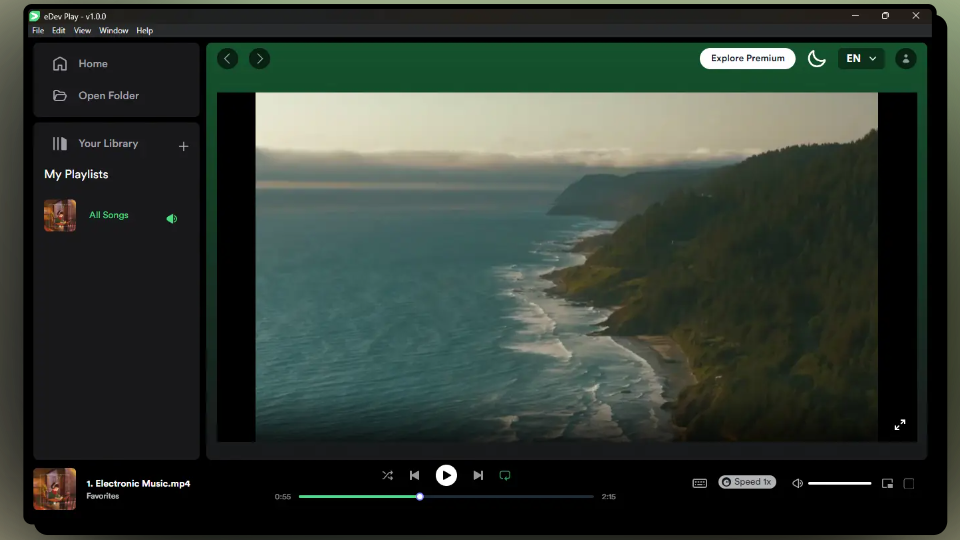 eDev Play - v1.0.0
File Edit View Window Help
Home
Open Folder
Your Library
My Playlists
All Songs
Explore Premium
EN
1. Electronic Music.mp4
Favorites
0:55
2:15
Speed 1x